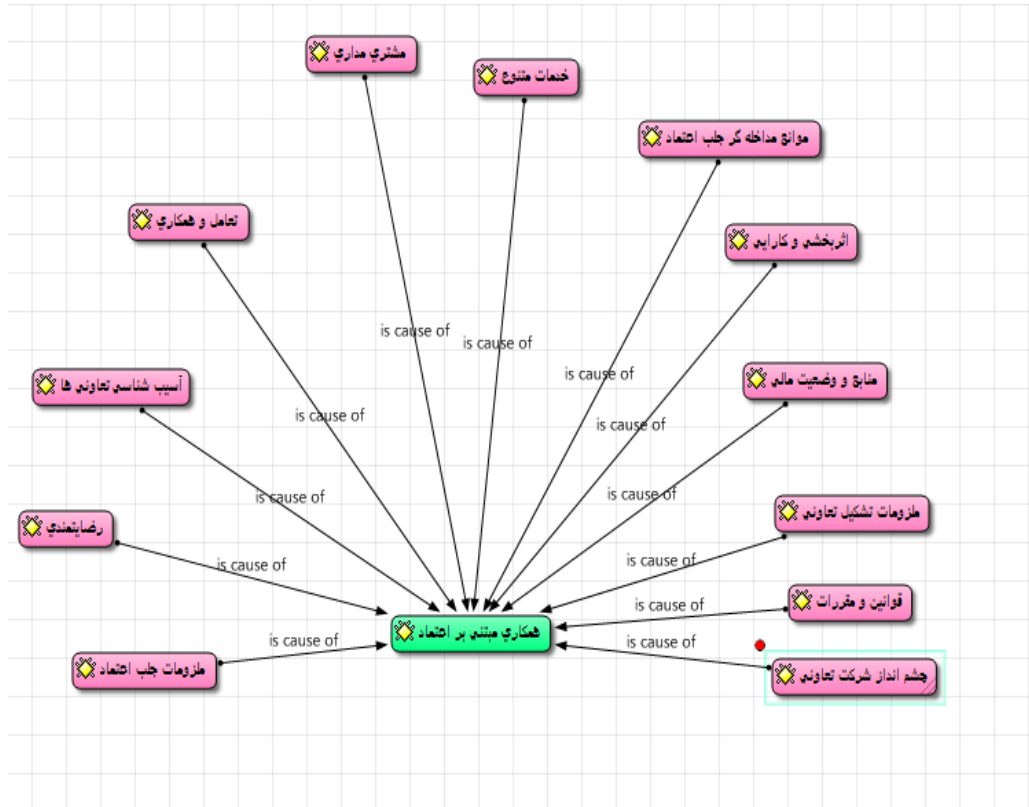 مشتري مداري
خدمات متنوع
موانع مداخله گر جلب اعتماد
تعامل و همكاري
اثربخشي و كارايي
is cause of
is cause of
آسيب شناسي تعاوني ها
is cause of
منابع و وضعيت مالي
is cause of
is cause of
is cause of
is cause of
رضايتمندي
ملزومات تشكيل تعاوني
is cause of
is cause of
قوانين و مقررات
is cause of
همكاري مبتني بر اعتماد
is cause of
is cause of
ملزومات جلب اعتماد
چشم انداز شركت تعاوني